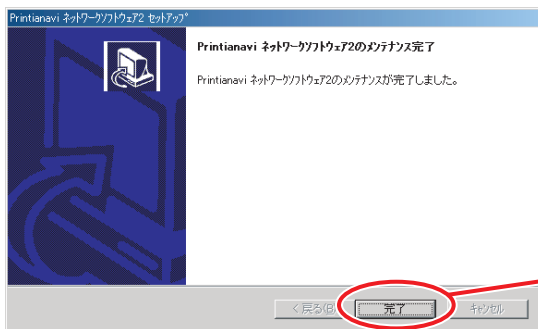 Printianavi ﾈｯﾄﾜｰｸｿﾌﾄｳｪｱ2 ｾｯﾄｱｯﾌﾟ
Printianavi ﾈｯﾄﾜｰｸｿﾌﾄｳｪｱ2のﾒﾝﾃﾅﾝｽ完了
Printianavi ﾈｯﾄﾜｰｸｿﾌﾄｳｪｱ2のﾒﾝﾃﾅﾝｽが完了しました。
< 戻る(B) 完了 ｷｬﾝｾﾙ